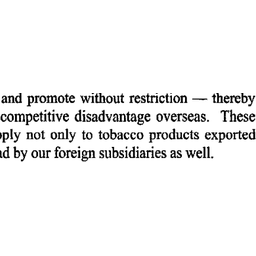 and promote without restriction — thereby
competitive disadvantage overseas. These
not only to tobacco products exported
by our foreign subsidiaries as well.